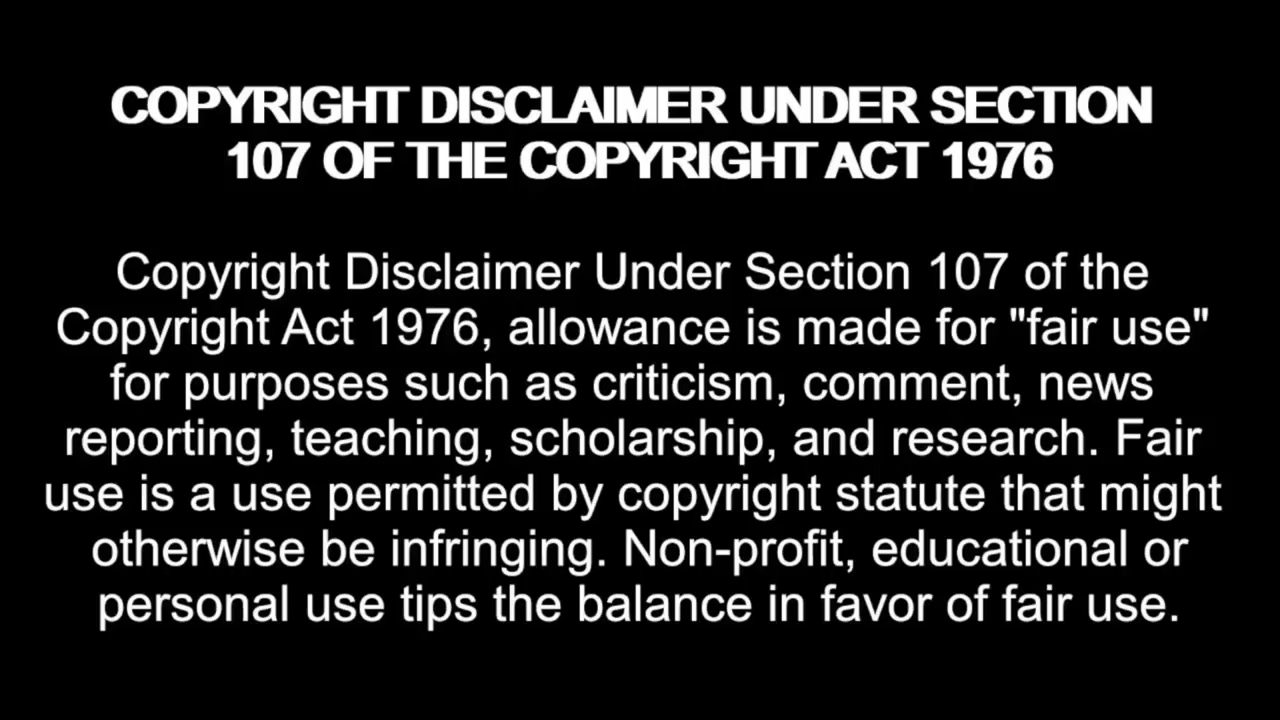 COPYRIGHT DISCLAIMER UNDER SECTION
107 OF THE COPYRIGHT ACT 1976
Copyright Disclaimer Under Section 107 of the
Copyright Act 1976, allowance is made for "fair use"
for purposes such as criticism, comment, news
reporting, teaching, scholarship, and research. Fair
use is a use permitted by copyright statute that might
otherwise be infringing. Non-profit, educational or
personal use tips the balance in favor of fair use.